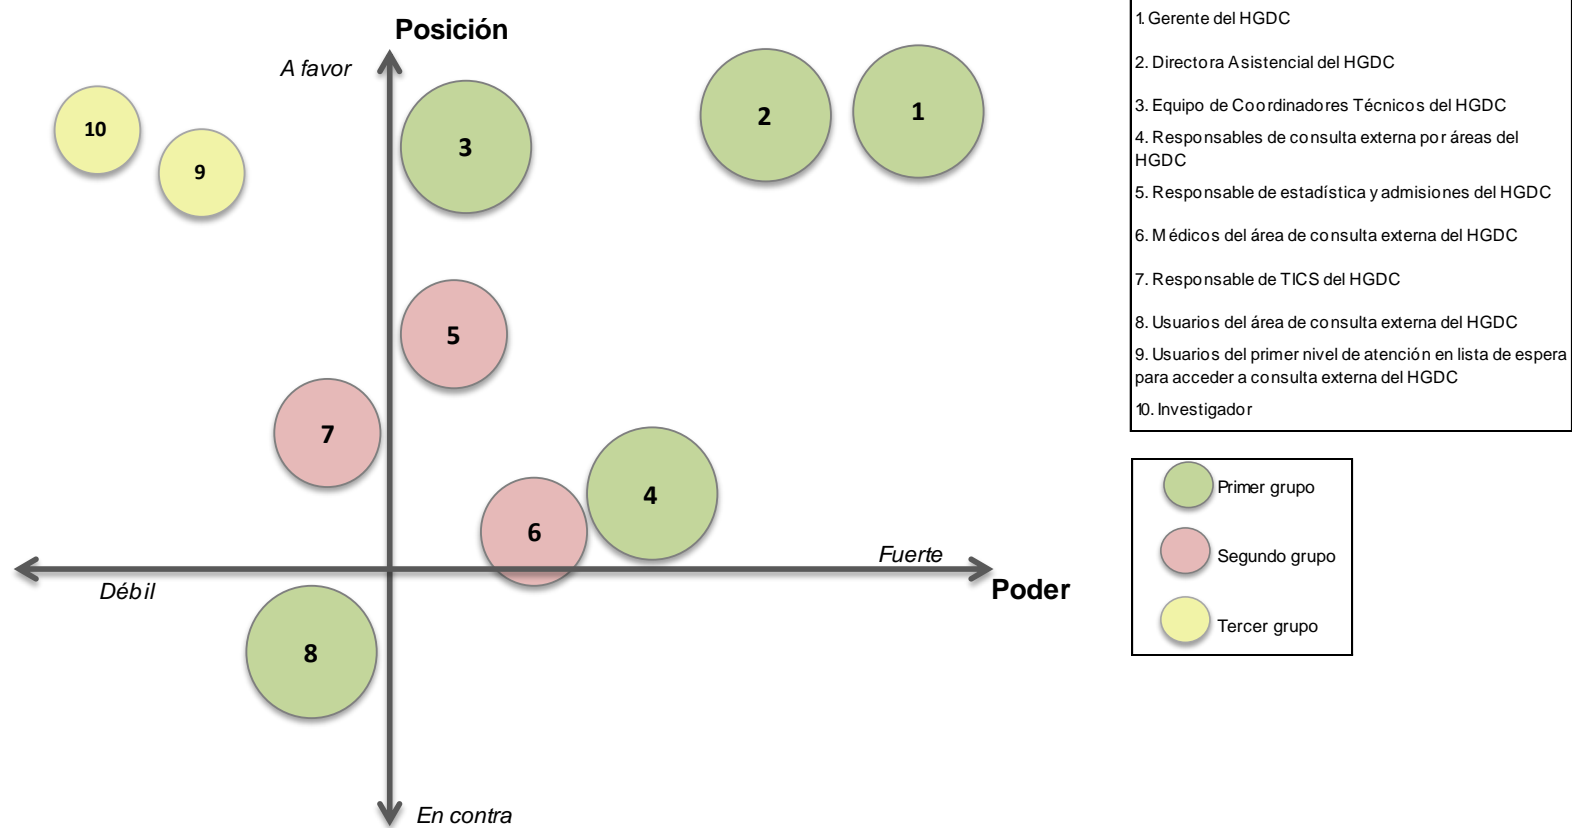 Posición
A favor
10
9
3
2
1
5
7
4
6
Fuerte
Débil
Poder
8
En contra
1. Gerente del HGDC
2. Directora Asistencial del HGDC
3. Equipo de Coordinadores Técnicos del HGDC
4. Responsables de consulta externa por áreas del
HGDC
5. Responsable de estadística y admisiones del HGDC
6. Médicos del área de consulta externa del HGDC
7. Responsable de TICS del HGDC
8. Usuarios del área de consulta externa del HGDC
9. Usuarios del primer nivel de atención en lista de espera
para acceder a consulta externa del HGDC
10. Investigador
Primer grupo
Segundo grupo
Tercer grupo